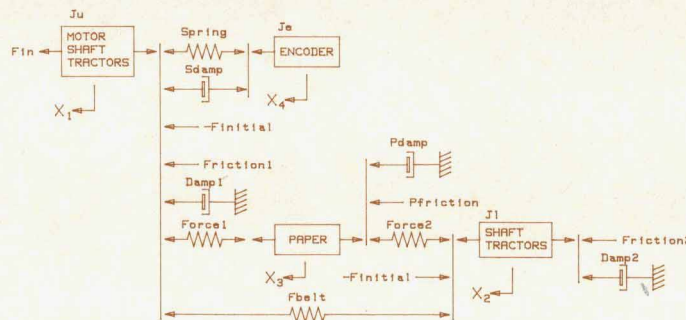 Ju
MOTOR
SHAFT
TRACTORS
Fin
X1
Spring
Sdamp
Je
ENCODER
X4
-Finitial
Friction1
Damp1
Force1
PAPER
X3
Pdamp
Pfriction
Force2
-Finitial
Jl
SHAFT
TRACTORS
X2
Friction2
Damp2
Fbelt